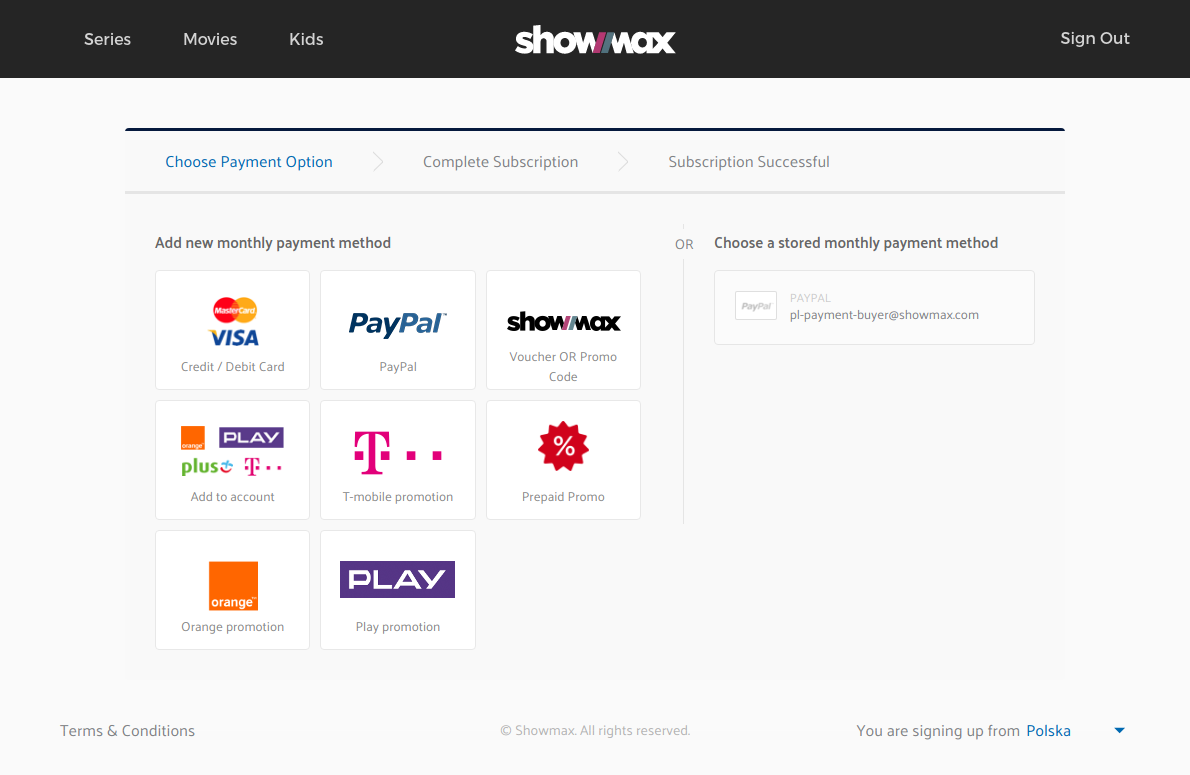 Series
Movies
Kids
showmax
Sign Out
Choose Payment Option
Complete Subscription
Subscription Successful
Add new monthly payment method
MasterCard
VISA
Credit / Debit Card
PayPal™
PayPal
showmax
Voucher OR Promo
Code
orange™
PLAY
plus
T
Add to account
T
T-mobile promotion
%
Prepaid Promo
orange™
Orange promotion
PLAY
Play promotion
OR
Choose a stored monthly payment method
PayPal
PAYPAL
pl-payment-buyer@showmax.com
Terms & Conditions
© Showmax. All rights reserved.
You are signing up from Polska